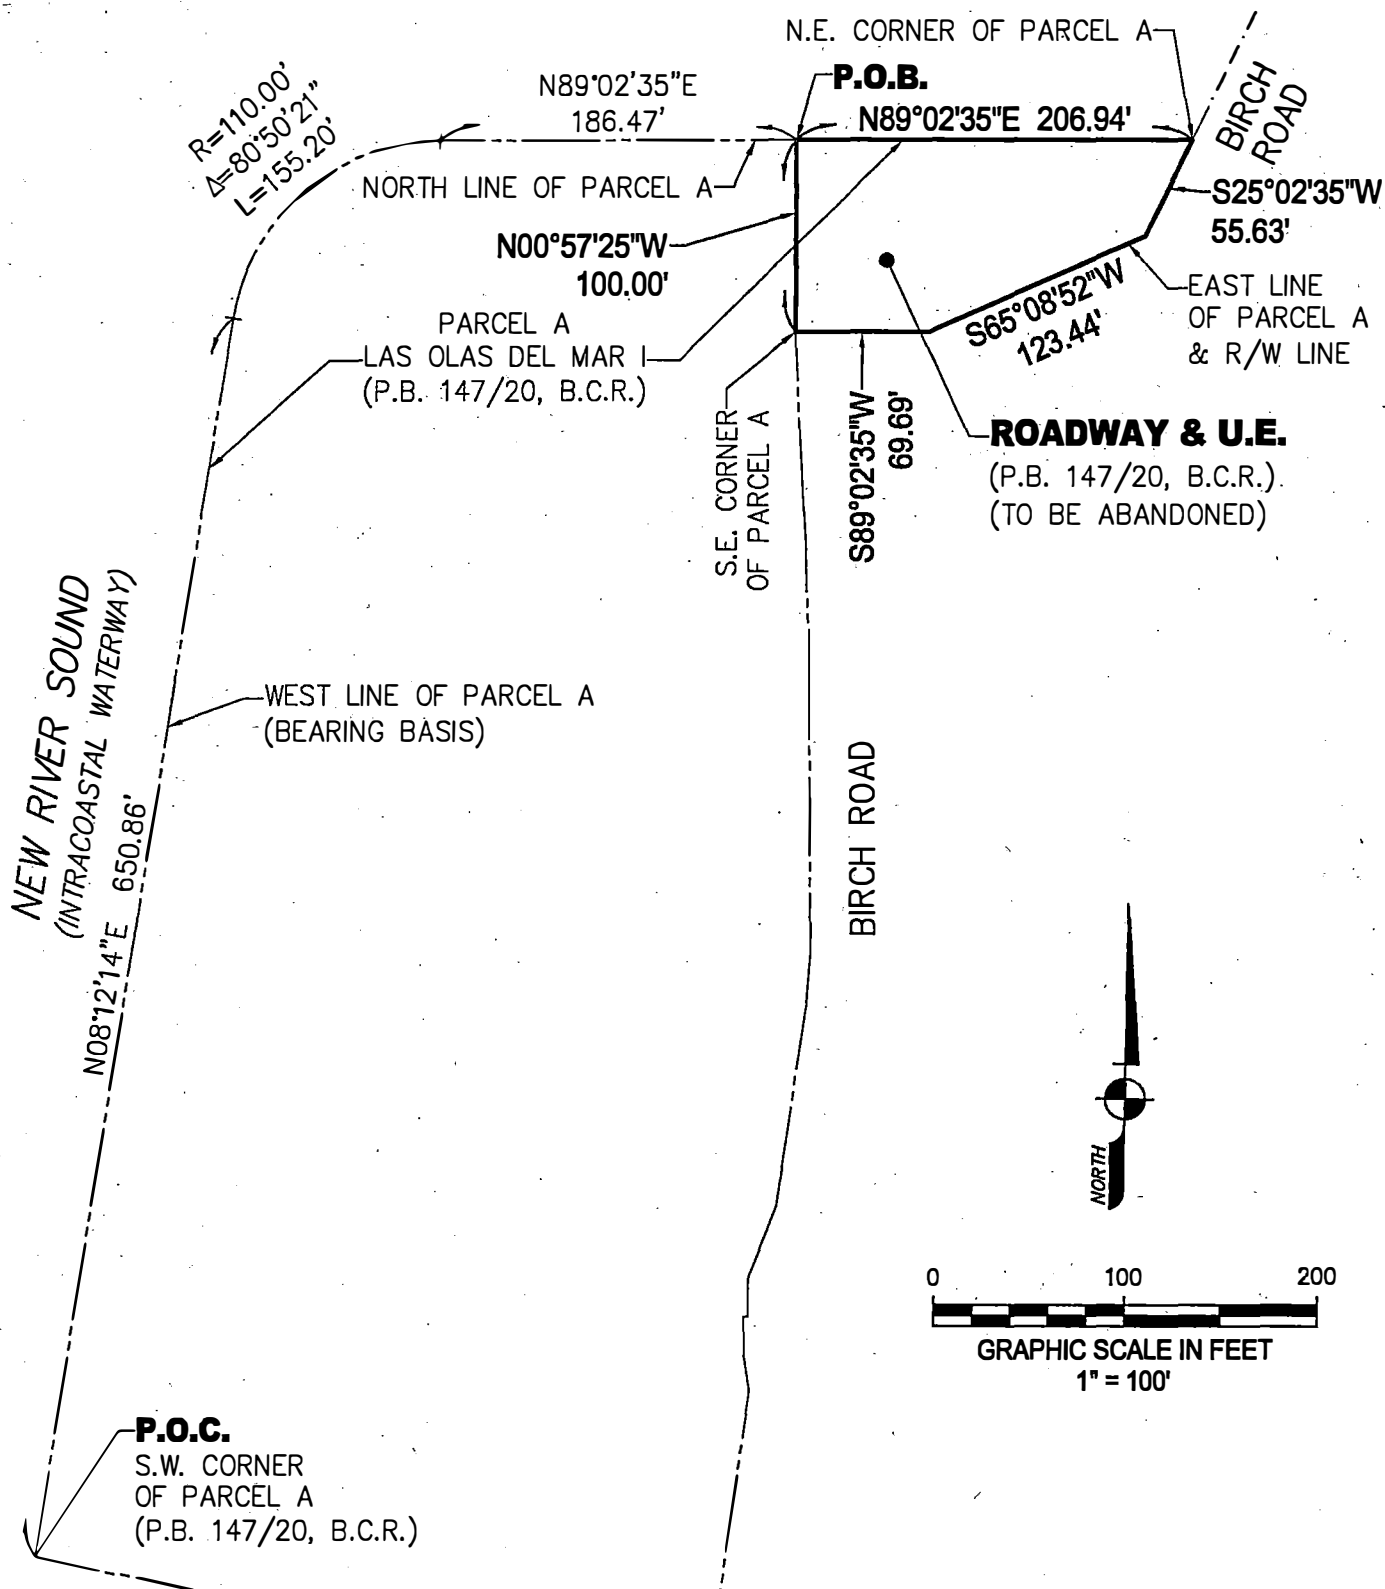 N.E. CORNER OF PARCEL A
P.O.B.
N89°02'35"E
186.47'
N89°02'35"E 206.94'
BIRCH
ROAD
R=110.00'
Δ=80°50'21"
L=155.20'
NORTH LINE OF PARCEL A
S25°02'35"W
55.63'
N00°57'25"W
100.00'
EAST LINE
OF PARCEL A
& R/W LINE
S65°08'52"W
123.44'
PARCEL A
LAS OLAS DEL MAR I
(P.B. 147/20, B.C.R.)
S.E. CORNER
OF PARCEL A
S89°02'35"W
69.69'
ROADWAY & U.E.
(P.B. 147/20, B.C.R.)
(TO BE ABANDONED)
NEW RIVER SOUND
(INTRACOASTAL WATERWAY)
WEST LINE OF PARCEL A
(BEARING BASIS)
N08°12'14"E 650.86'
BIRCH ROAD
NORTH
0 100 200
GRAPHIC SCALE IN FEET
1" = 100'
P.O.C.
S.W. CORNER
OF PARCEL A
(P.B. 147/20, B.C.R.)